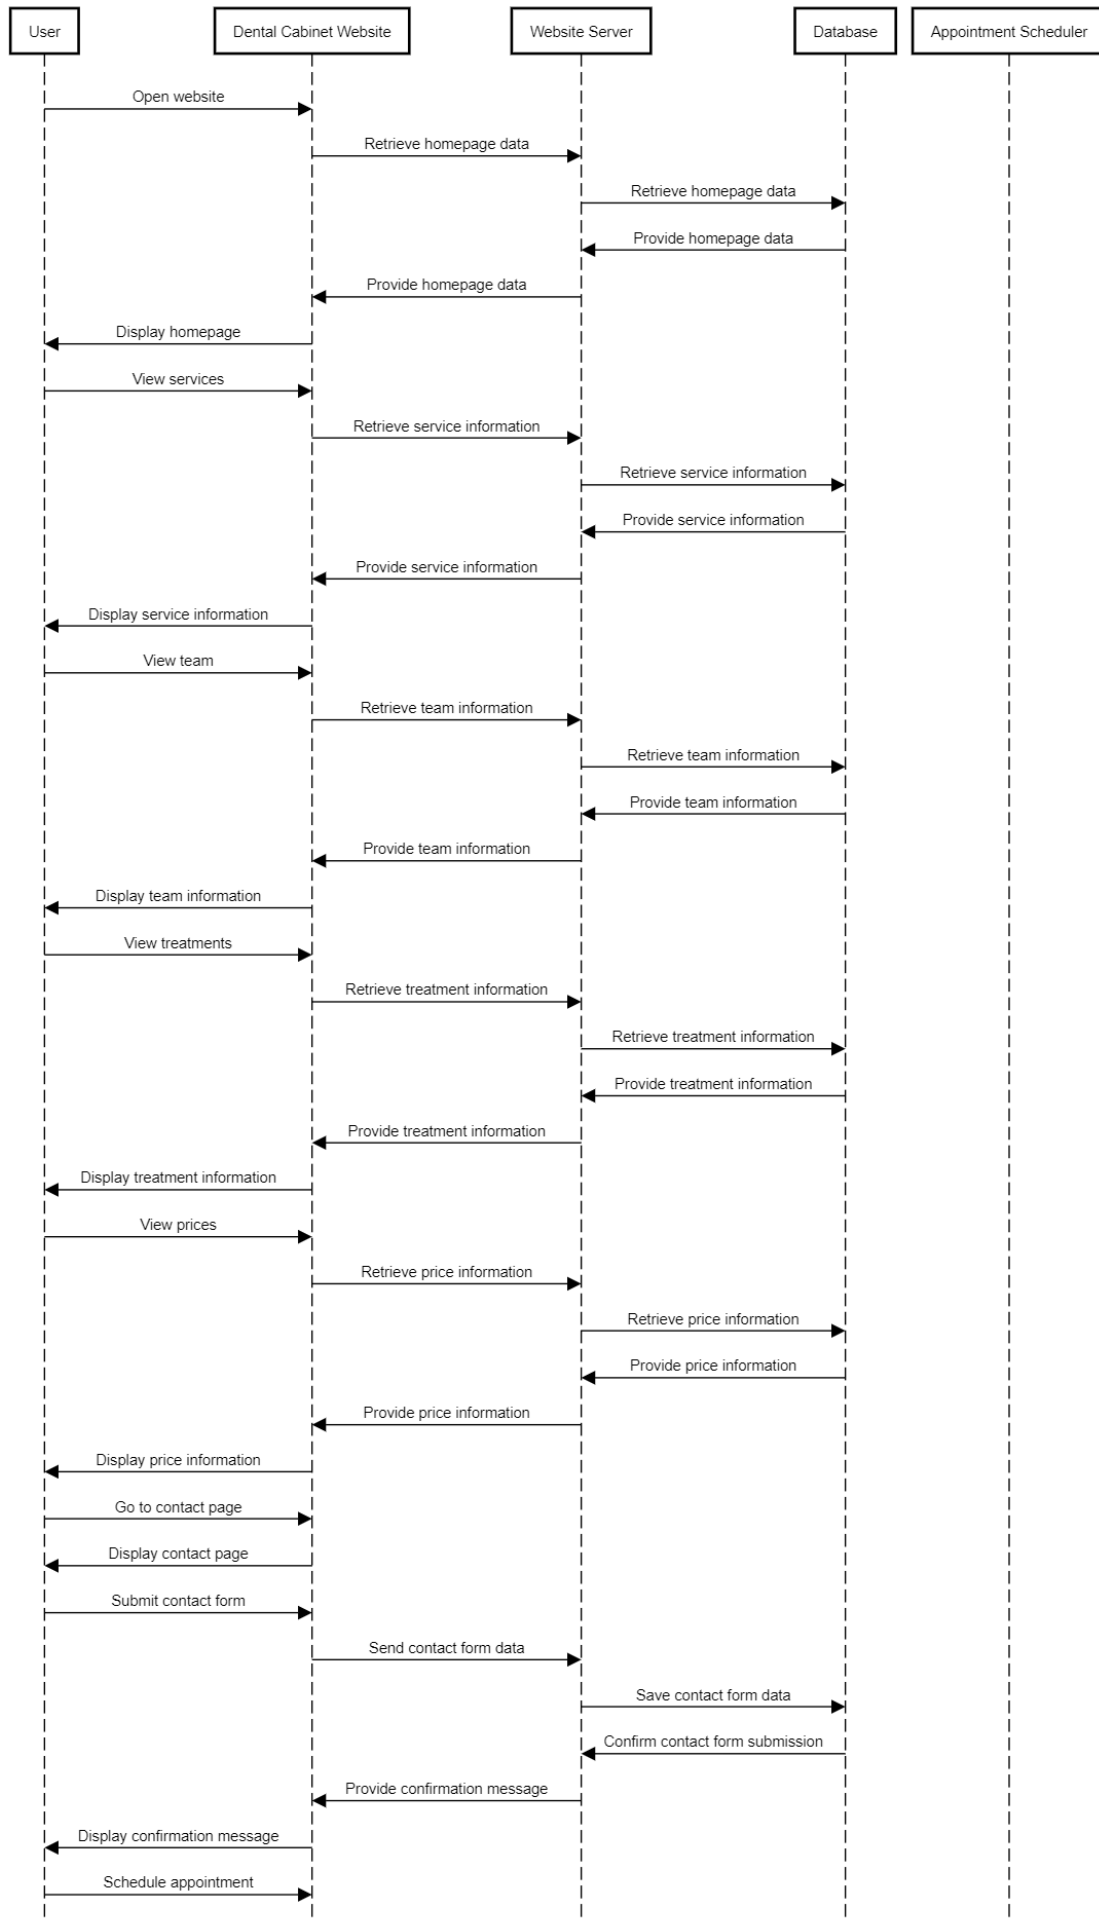 User
Dental Cabinet Website
Website Server
Database
Appointment Scheduler
Open website
Retrieve homepage data
Retrieve homepage data
Provide homepage data
Provide homepage data
Display homepage
View services
Retrieve service information
Retrieve service information
Provide service information
Provide service information
Display service information
View team
Retrieve team information
Retrieve team information
Provide team information
Provide team information
Display team information
View treatments
Retrieve treatment information
Retrieve treatment information
Provide treatment information
Provide treatment information
Display treatment information
View prices
Retrieve price information
Retrieve price information
Provide price information
Provide price information
Display price information
Go to contact page
Display contact page
Submit contact form
Send contact form data
Save contact form data
Confirm contact form submission
Provide confirmation message
Display confirmation message
Schedule appointment